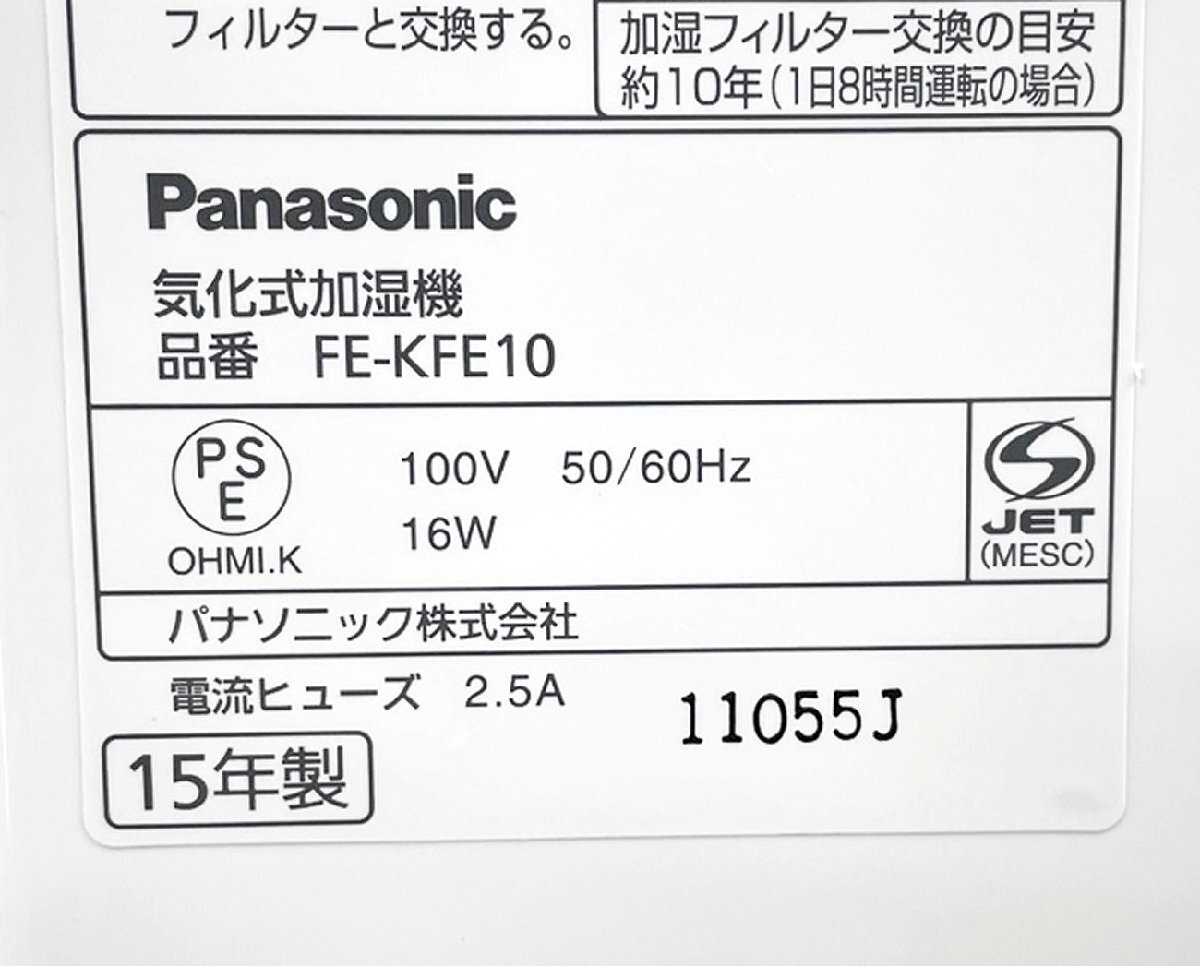 フィルターと交換する。
加湿フィルター交換の目安
約10年(1日8時間運転の場合)
Panasonic
気化式加湿機
品番 FE-KFE10
PS
E
OHMI.K
100V 50/60Hz
16W
JET
(MESC)
パナソニック株式会社
電流ヒューズ 2.5A
11055J
15年製